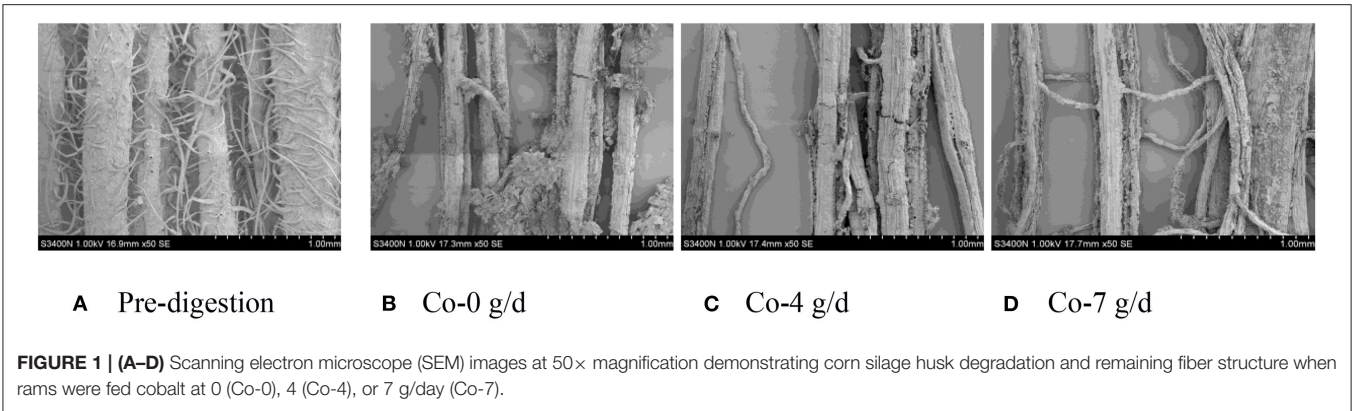 S3400N 1.00kV 16.9mm x50 SE 1.00mm
S3400N 1.00kV 17.3mm x50 SE 1.00mm
S3400N 1.00kV 17.4mm x50 SE 1.00mm
S3400N 1.00kV 17.7mm x50 SE 1.00mm
A Pre-digestion
B Co-0 g/d
C Co-4 g/d
D Co-7 g/d
FIGURE 1 | (A–D) Scanning electron microscope (SEM) images at 50× magnification demonstrating corn silage husk degradation and remaining fiber structure when
rams were fed cobalt at 0 (Co-0), 4 (Co-4), or 7 g/day (Co-7).